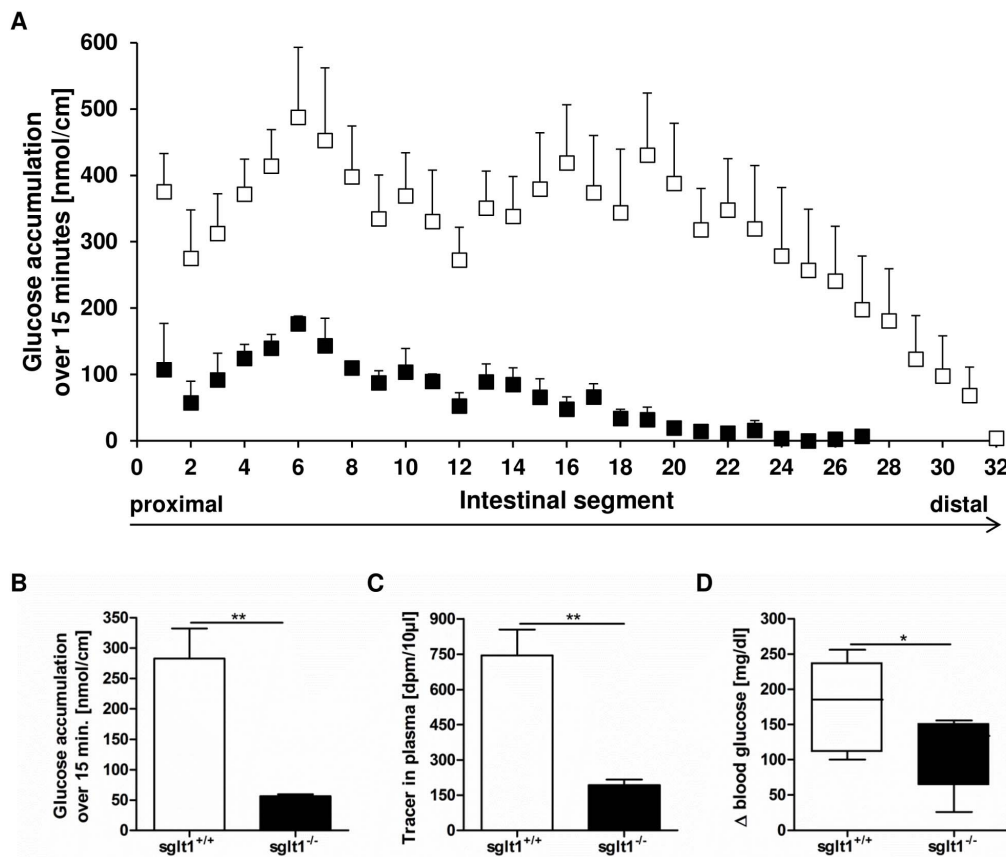 A
Glucose accumulation
over 15 minutes [nmol/cm]
600
500
400
300
200
100
0
0 2 4 6 8 10 12 14 16 18 20 22 24 26 28 30 32
proximal Intestinal segment distal
B
Glucose accumulation
over 15 min. [nmol/cm]
350
300
250
200
150
100
50
0
**
sglt1+/+ sglt1-/-
C
Tracer in plasma [dpm/10µl]
900
750
600
450
300
150
0
**
sglt1+/+ sglt1-/-
D
Δ blood glucose [mg/dl]
300
250
200
150
100
50
0
*
sglt1+/+ sglt1-/-